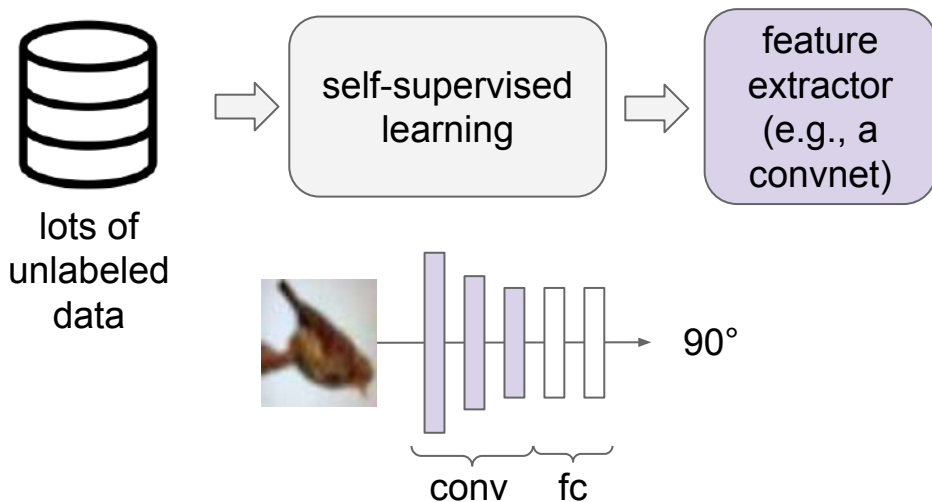 lots of
unlabeled
data
self-supervised
learning
feature
extractor
(e.g., a
convnet)
90°
conv
fc